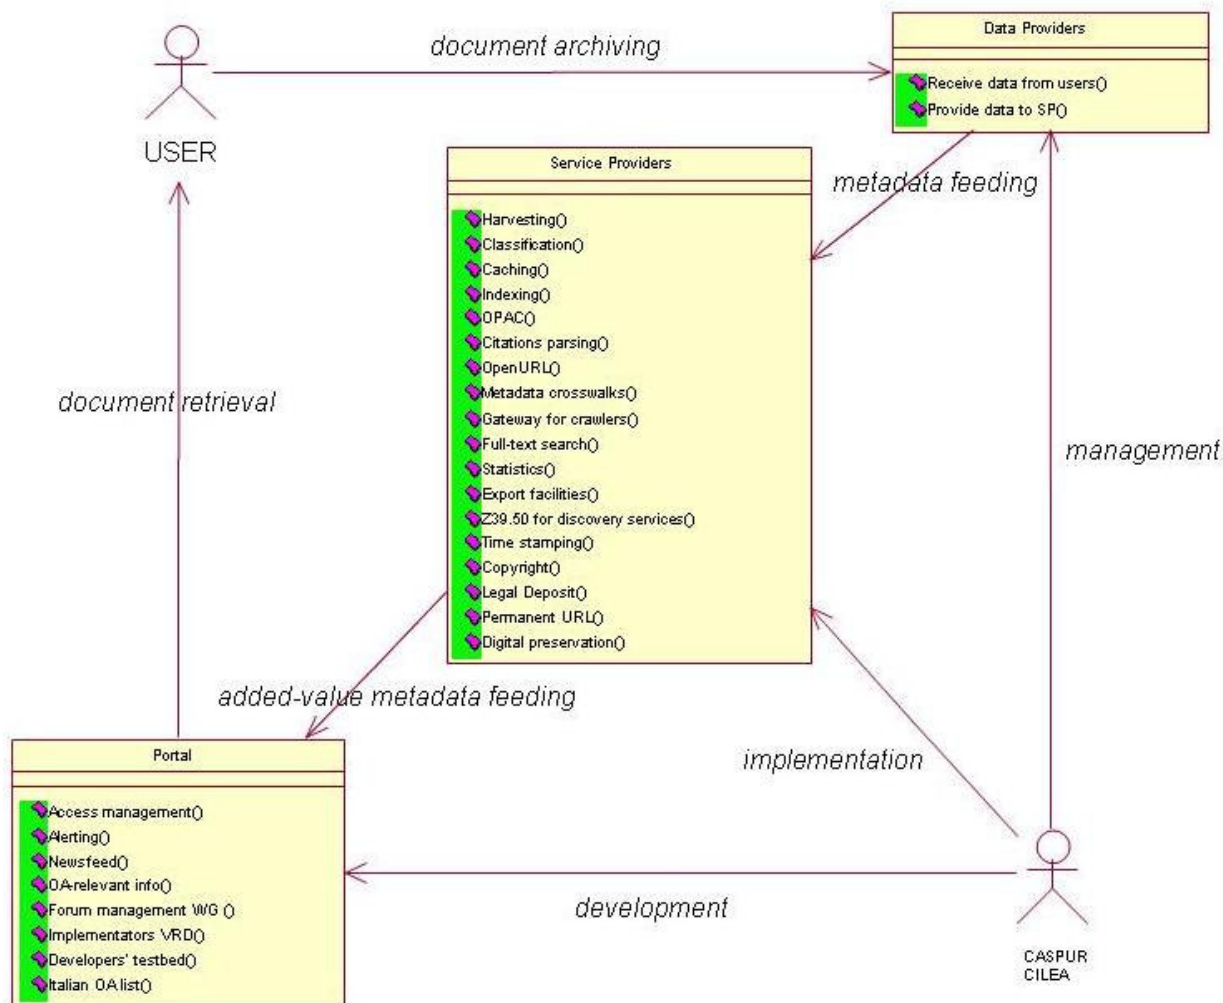 document archiving
Data Providers
Receive data from users()
Provide data to SP()
USER
Service Providers
metadata feeding
Harvesting()
Classification()
Caching()
Indexing()
OPAC()
Citations parsing()
OpenURL()
Metadata crosswalks()
Gateway for crawlers()
Full-text search()
Statistics()
Export facilities()
Z39.50 for discovery services()
Time stamping()
Copyright()
Legal Deposit()
Permanent URL()
Digital preservation()
document retrieval
management
added-value metadata feeding
implementation
Portal
Access management()
Alerting()
Newsfeed()
OA-relevant info()
Forum management WG ()
Implementators VRD()
Developers' testbed()
Italian OA list()
development
CASPUR
CILEA